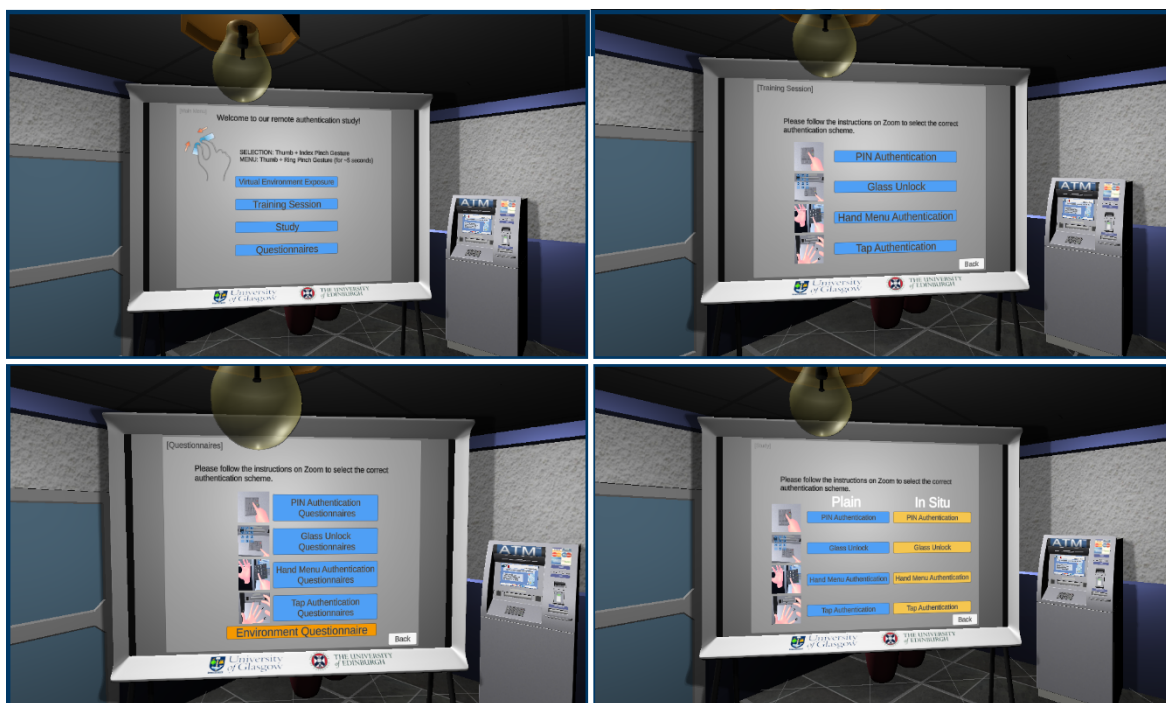 Welcome to our remote authentication study!
SELECTION: Thumb + Index Pinch Gesture
MENU: Thumb + Ring Pinch Gesture (for ~5 seconds)
Virtual Environment Exposure
Training Session
Study
Questionnaires
University
of Glasgow
THE UNIVERSITY
of EDINBURGH
ATM
[Training Session]
Please follow the instructions on Zoom to select the correct
authentication scheme.
PIN Authentication
Glass Unlock
Hand Menu Authentication
Tap Authentication
Back
University
of Glasgow
THE UNIVERSITY
of EDINBURGH
ATM
[Questionnaires]
Please follow the instructions on Zoom to select the correct
authentication scheme.
PIN Authentication
Questionnaires
Glass Unlock
Questionnaires
Hand Menu Authentication
Questionnaires
Tap Authentication
Questionnaires
Environment Questionnaire
Back
University
of Glasgow
THE UNIVERSITY
of EDINBURGH
ATM
Please follow the instructions on Zoom to select the correct
authentication scheme.
Plain In Situ
PIN Authentication PIN Authentication
Glass Unlock Glass Unlock
Hand Menu Authentication Hand Menu Authentication
Tap Authentication Tap Authentication
Back
University
of Glasgow
THE UNIVERSITY
of EDINBURGH
ATM